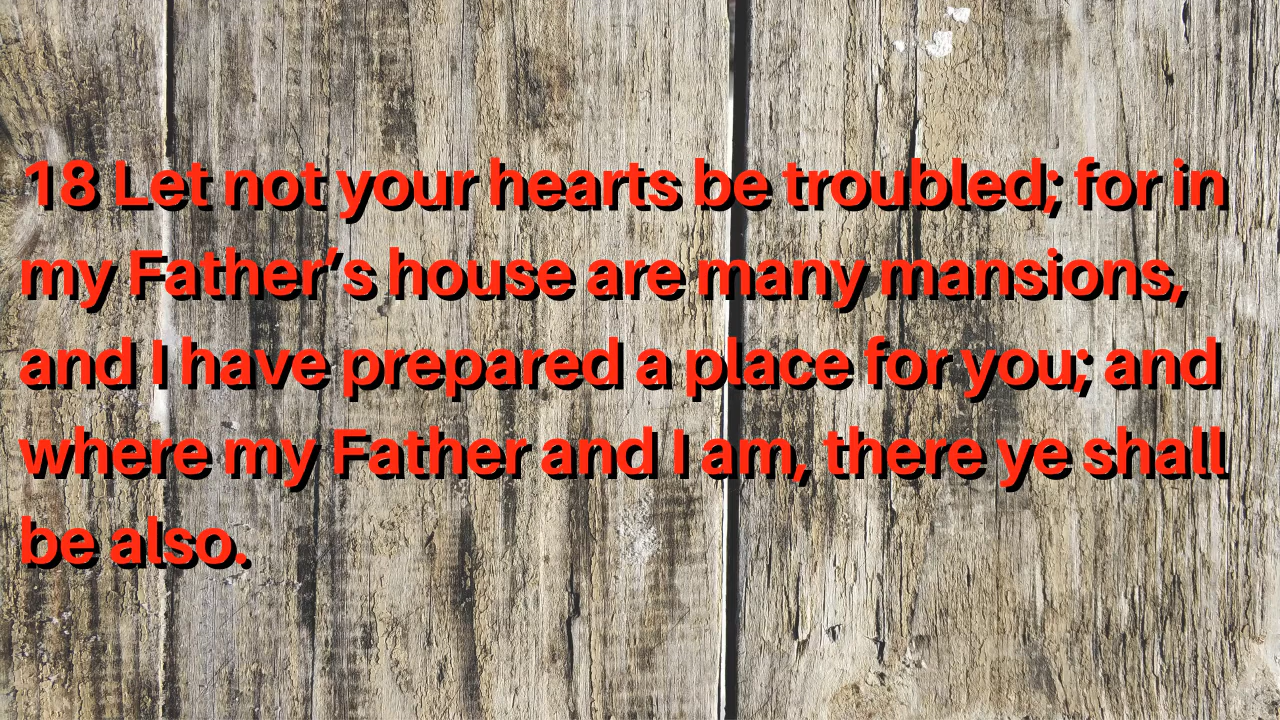 18 Let not your hearts be troubled; for in
my Father’s house are many mansions,
and I have prepared a place for you; and
where my Father and I am, there ye shall
be also.